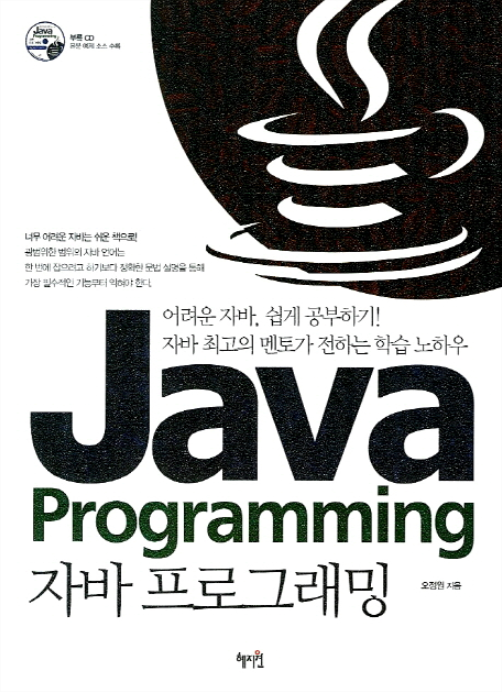 Java
Programming
부록 CD
본문 예제 소스 수록
너무 어려운 자바는 쉬운 책으로!
광범위한 범위의 자바 언어는
한 번에 잡으려고 하기보다 정확한 문법 설명을 통해
가장 필수적인 기능부터 익혀야 한다.
어려운 자바, 쉽게 공부하기!
자바 최고의 멘토가 전하는 학습 노하우
Java
Programming
자바 프로그래밍
오정원 지음
혜지원